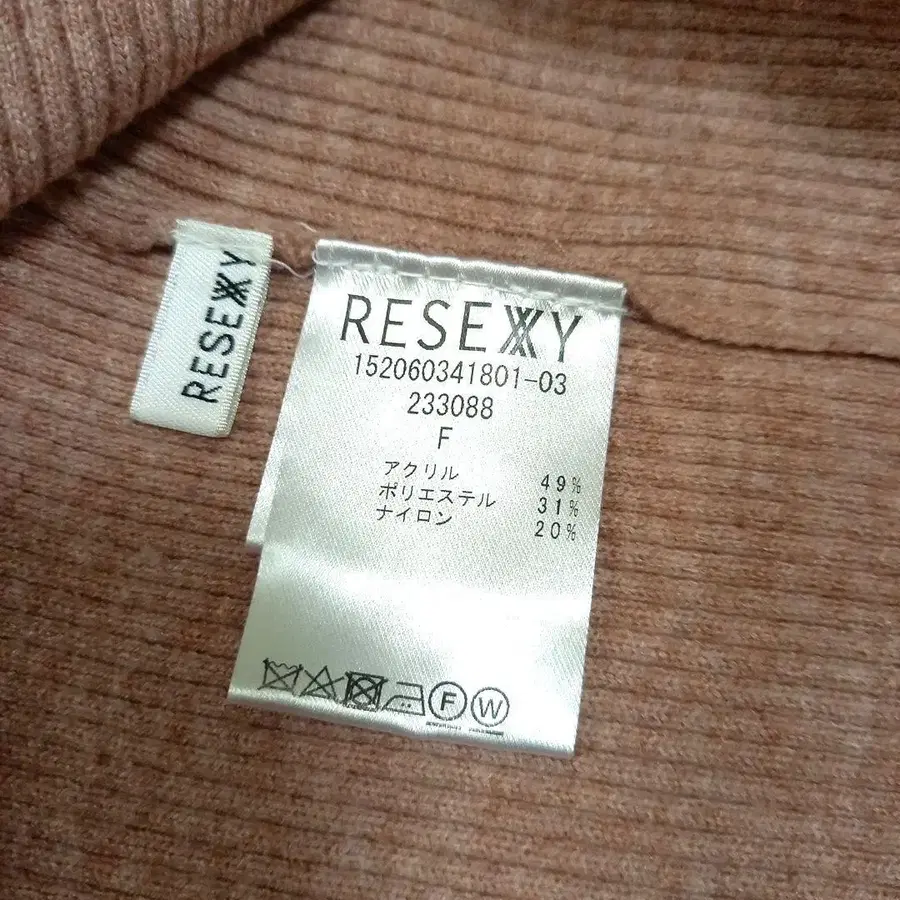 RESEXXY
RESEXXY
152060341801-03
233088
F
アクリル 49%
ポリエステル 31%
ナイロン 20%
F W